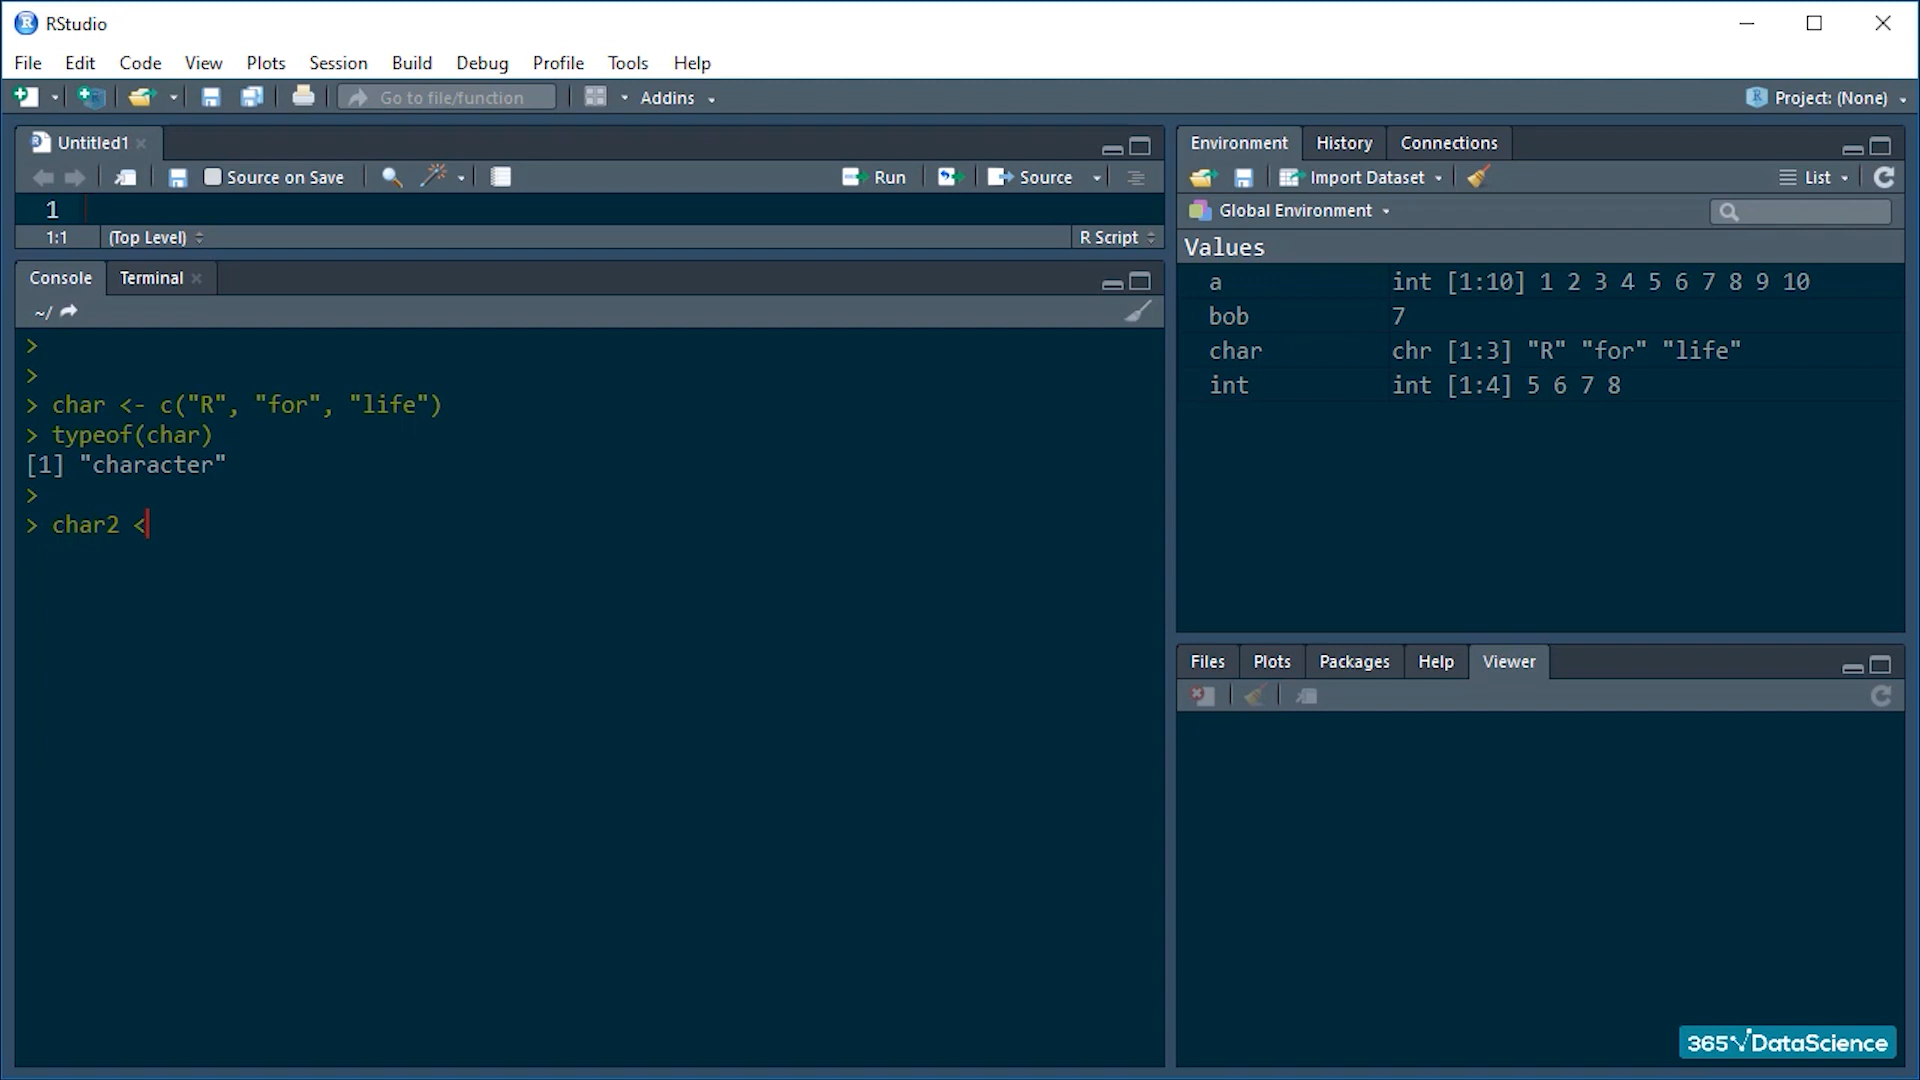 RStudio
File Edit Code View Plots Session Build Debug Profile Tools Help
Go to file/function Addins Project: (None)
Untitled1
Source on Save Run Source
1
1:1 (Top Level) R Script
Console Terminal
~/
>
>
> char <- c("R", "for", "life")
> typeof(char)
[1] "character"
>
> char2 <
Environment History Connections
Import Dataset List
Global Environment
Values
a int [1:10] 1 2 3 4 5 6 7 8 9 10
bob 7
char chr [1:3] "R" "for" "life"
int int [1:4] 5 6 7 8
Files Plots Packages Help Viewer
365 DataScience